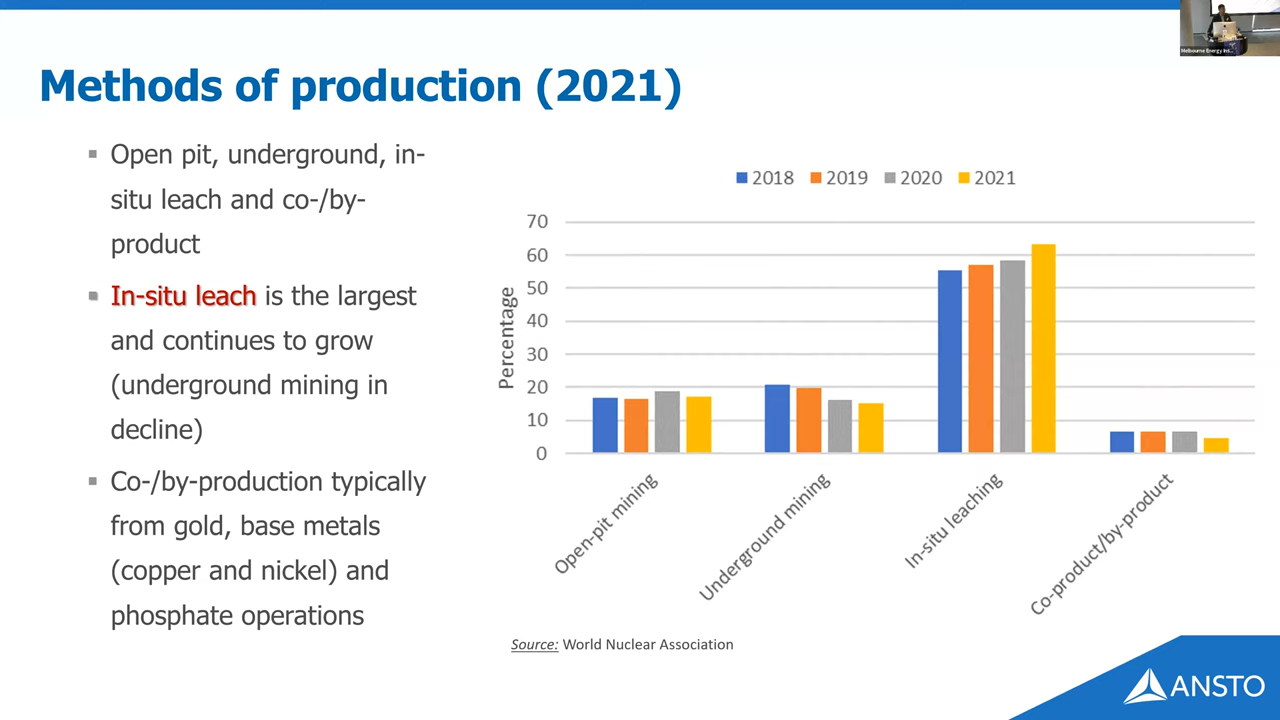 Melbourne Energy Ins...
Methods of production (2021)
▪ Open pit, underground, in-
situ leach and co-/by-
product
▪ In-situ leach is the largest
and continues to grow
(underground mining in
decline)
▪ Co-/by-production typically
from gold, base metals
(copper and nickel) and
phosphate operations
2018 2019 2020 2021
Percentage
70
60
50
40
30
20
10
0
Open-pit mining
Underground mining
In-situ leaching
Co-product/by-product
Source: World Nuclear Association
ANSTO